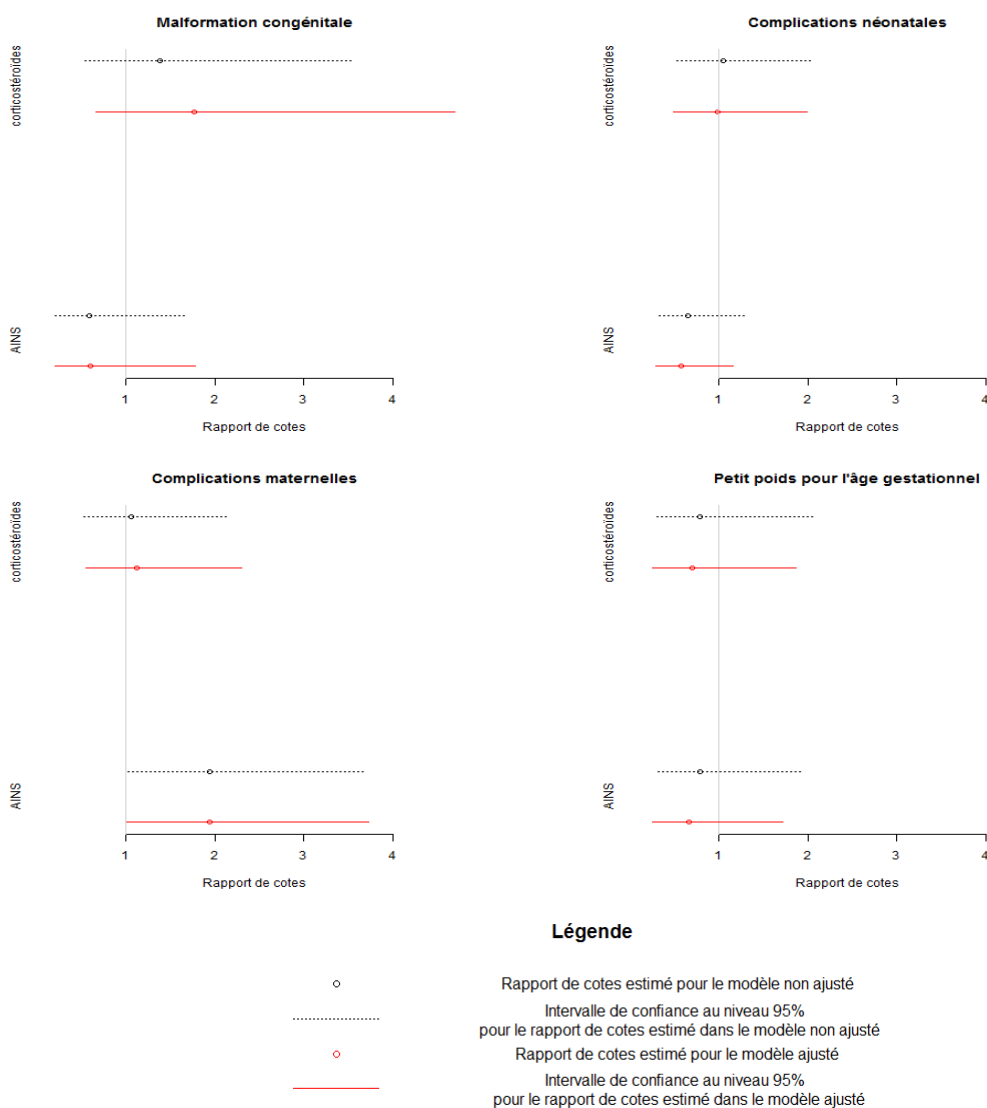 Malformation congénitale
corticostéroïdes
AINS
1 2 3 4
Rapport de cotes
Complications néonatales
corticostéroïdes
AINS
1 2 3 4
Rapport de cotes
Complications maternelles
corticostéroïdes
AINS
1 2 3 4
Rapport de cotes
Petit poids pour l'âge gestationnel
corticostéroïdes
AINS
1 2 3 4
Rapport de cotes
Légende
Rapport de cotes estimé pour le modèle non ajusté
Intervalle de confiance au niveau 95%
pour le rapport de cotes estimé dans le modèle non ajusté
Rapport de cotes estimé pour le modèle ajusté
Intervalle de confiance au niveau 95%
pour le rapport de cotes estimé dans le modèle ajusté